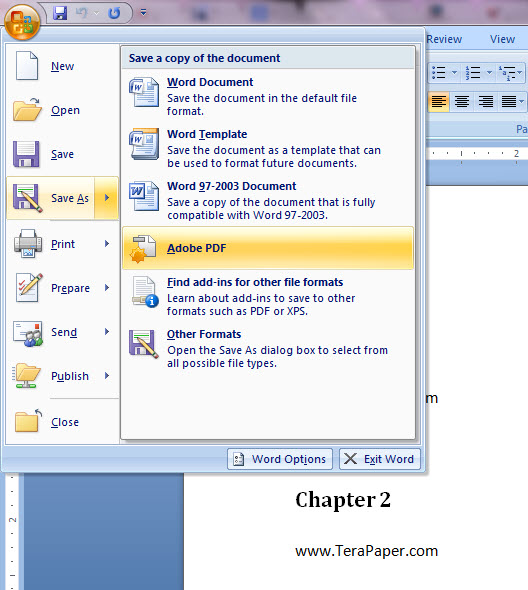 Review
View
Save a copy of the document
New
Open
Save
Save As
Print
Prepare
Send
Publish
Close
Word Document
Save the document in the default file
format.
Word Template
Save the document as a template that can
be used to format future documents.
Word 97-2003 Document
Save a copy of the document that is fully
compatible with Word 97-2003.
Adobe PDF
Find add-ins for other file formats
Learn about add-ins to save to other
formats such as PDF or XPS.
Other Formats
Open the Save As dialog box to select from
all possible file types.
Word Options
Exit Word
Pa
1
2
m
Chapter 2
www.TeraPaper.com